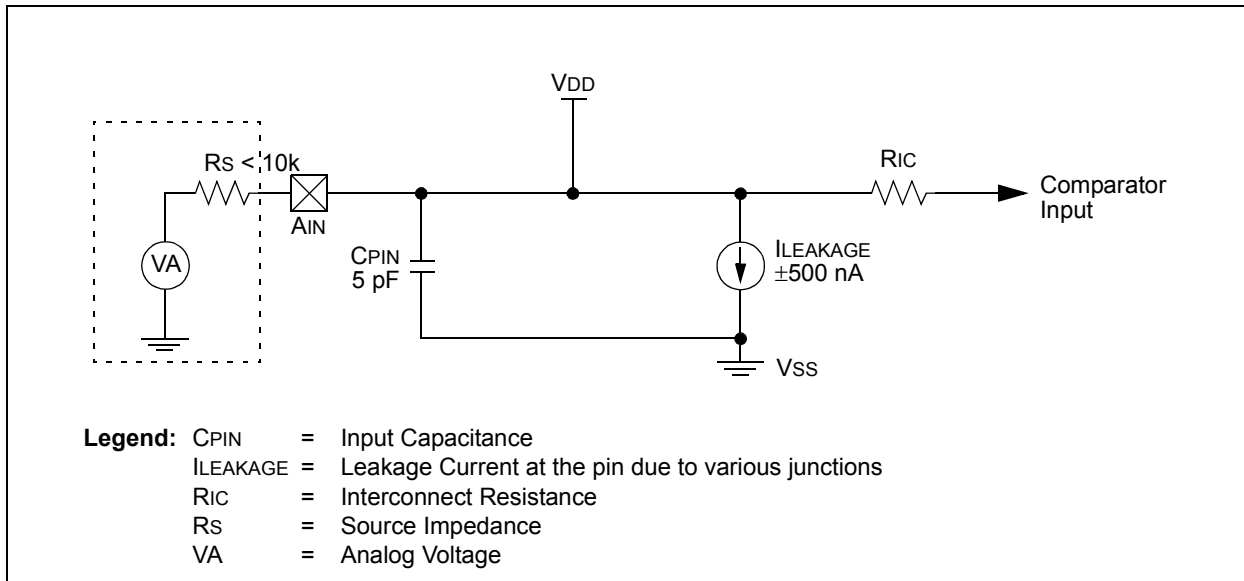 VDD
RS < 10k
RIC
Comparator
Input
AIN
CPIN
5 pF
VA
ILEAKAGE
±500 nA
VSS
Legend: CPIN = Input Capacitance
ILEAKAGE = Leakage Current at the pin due to various junctions
RIC = Interconnect Resistance
RS = Source Impedance
VA = Analog Voltage